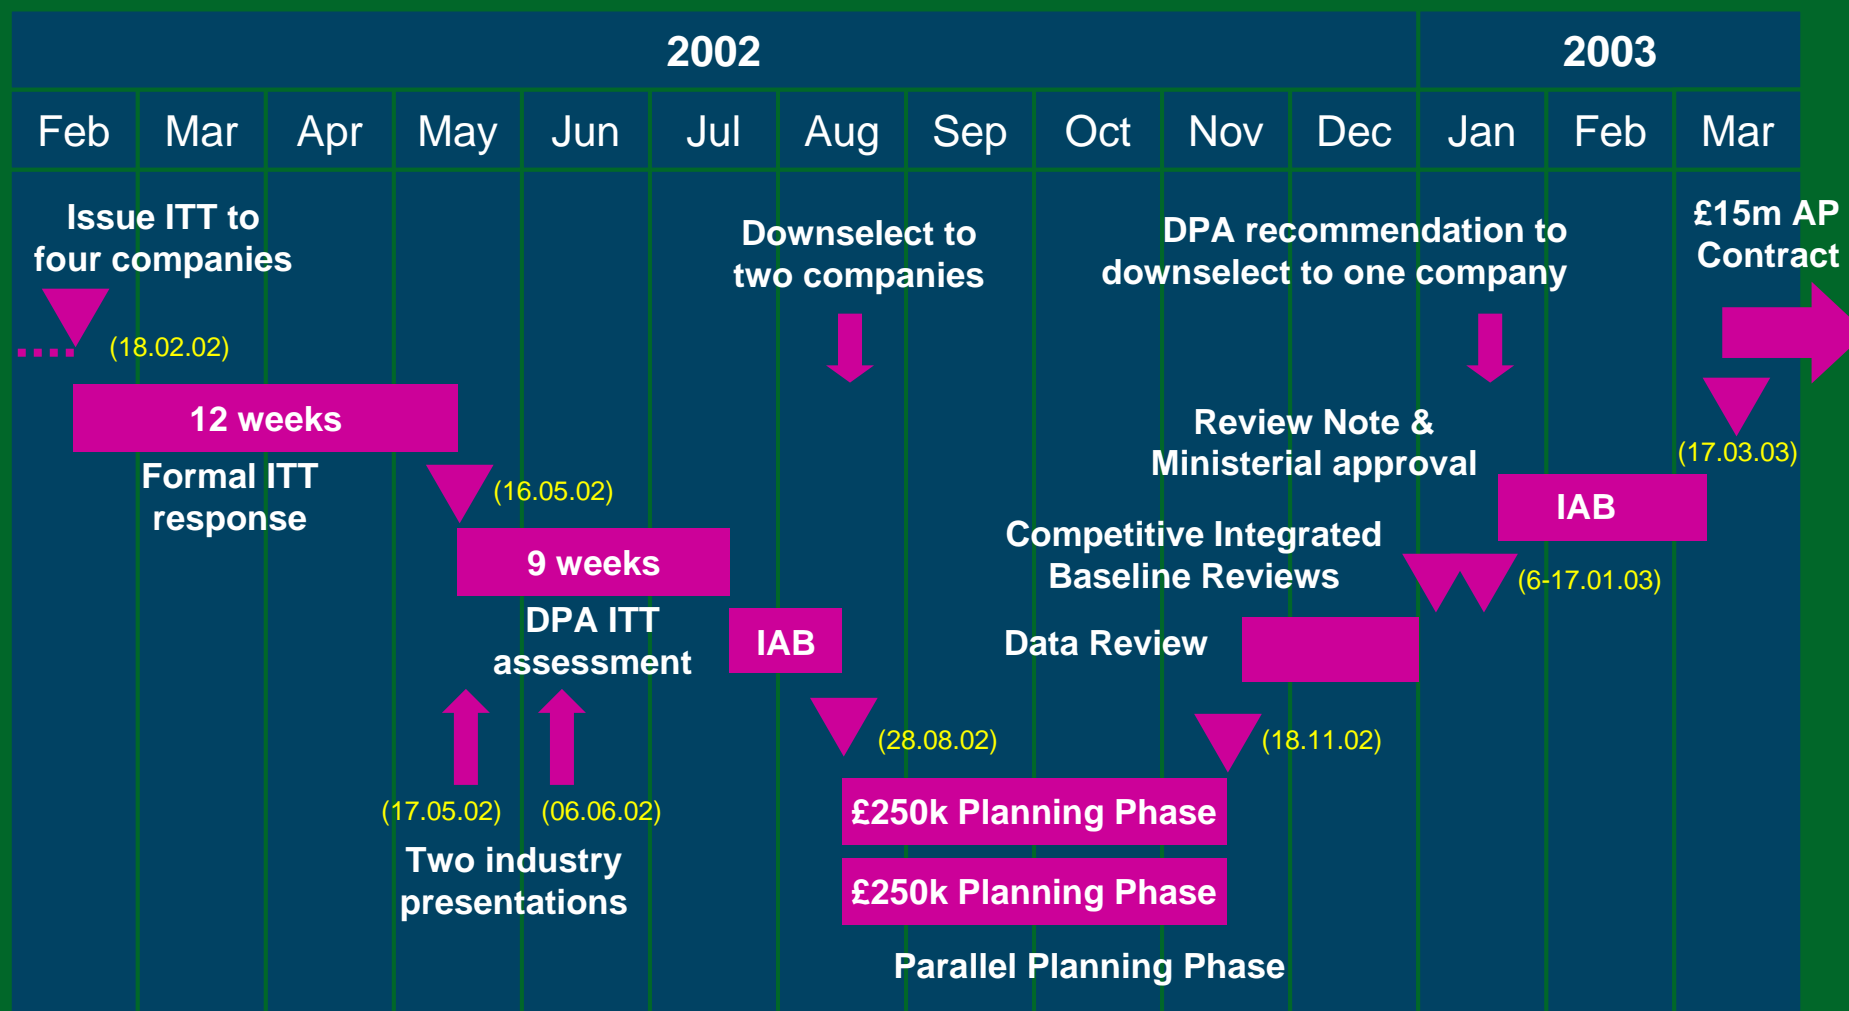 2002
2003
Feb
Mar
Apr
May
Jun
Jul
Aug
Sep
Oct
Nov
Dec
Jan
Feb
Mar
Issue ITT to
four companies
(18.02.02)
Downselect to
two companies
DPA recommendation to
downselect to one company
£15m AP
Contract
12 weeks
Formal ITT
response
(16.05.02)
Review Note &
Ministerial approval
(17.03.03)
IAB
9 weeks
DPA ITT
assessment
Competitive Integrated
Baseline Reviews
(6-17.01.03)
IAB
Data Review
(28.08.02)
(18.11.02)
(17.05.02)
(06.06.02)
Two industry
presentations
£250k Planning Phase
£250k Planning Phase
Parallel Planning Phase